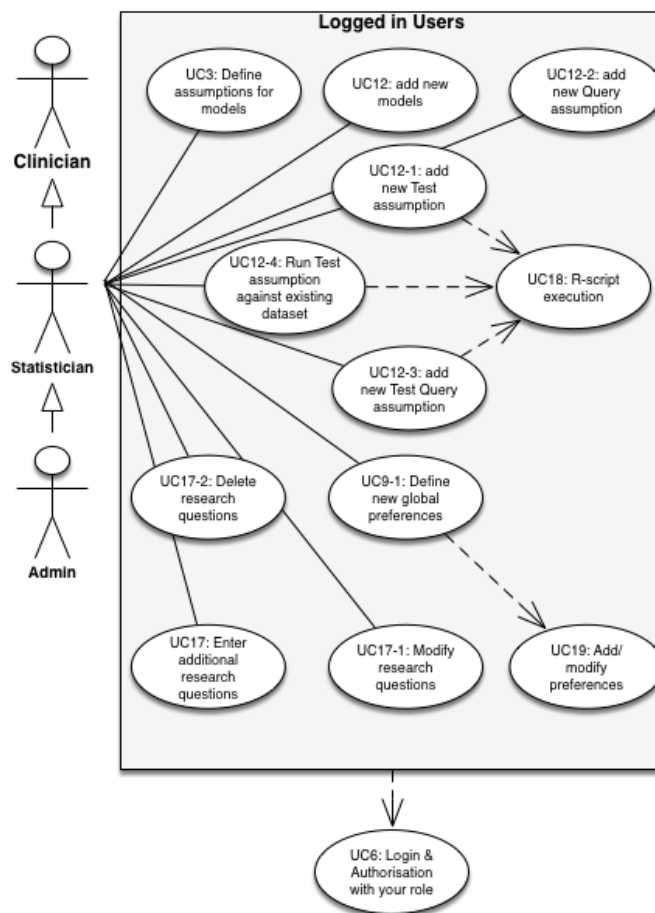 Logged in Users
UC3: Define
assumptions for
models
UC12: add new
models
UC12-2: add
new Query
assumption
Clinician
UC12-1: add
new Test
assumption
UC12-4: Run Test
assumption
against existing
dataset
UC18: R-script
execution
Statistician
UC12-3: add
new Test Query
assumption
UC17-2: Delete
research
questions
UC9-1: Define
new global
preferences
Admin
UC17: Enter
additional
research
questions
UC17-1: Modify
research
questions
UC19: Add/
modify
preferences
UC6: Login &
Authorisation
with your role